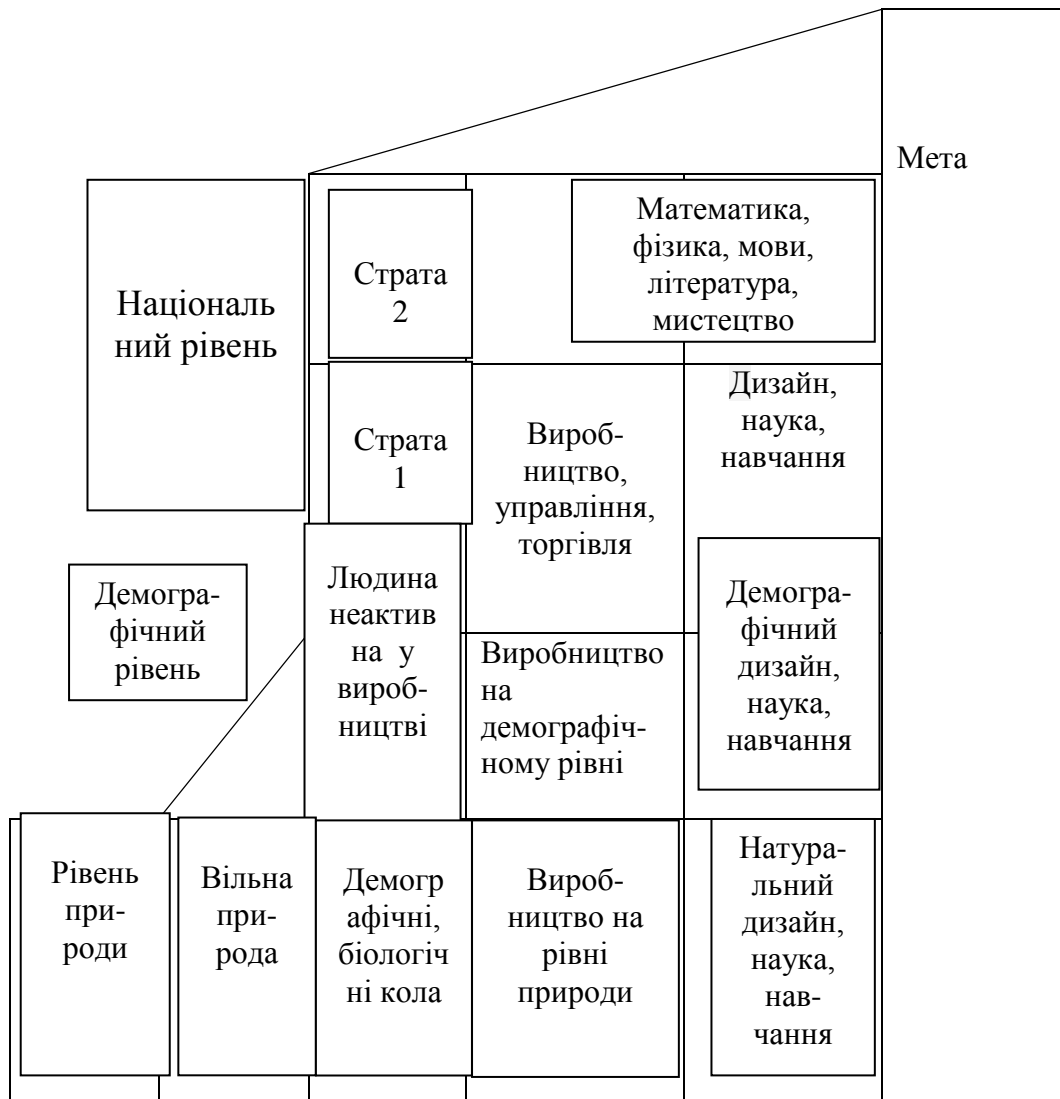 Мета
Націоналъ
ний рівень
Страта
2
Математика,
фізика, мови,
література,
мистецтво
Страта
1
Вироб-
ництво,
управління,
торгівля
Дизайн,
наука,
навчання
Демогра-
фічний
рівень
Людина
неактив
на у
вироб-
ництві
Виробництво
на
демографіч-
ному рівні
Демогра-
фічний
дизайн,
наука,
навчання
Рівень
при-
роди
Вільна
при-
рода
Демогр
афічні,
біологіч
ні кола
Вироб-
ництво на
рівні
природи
Натура-
льний
дизайн,
наука,
нав-
чання